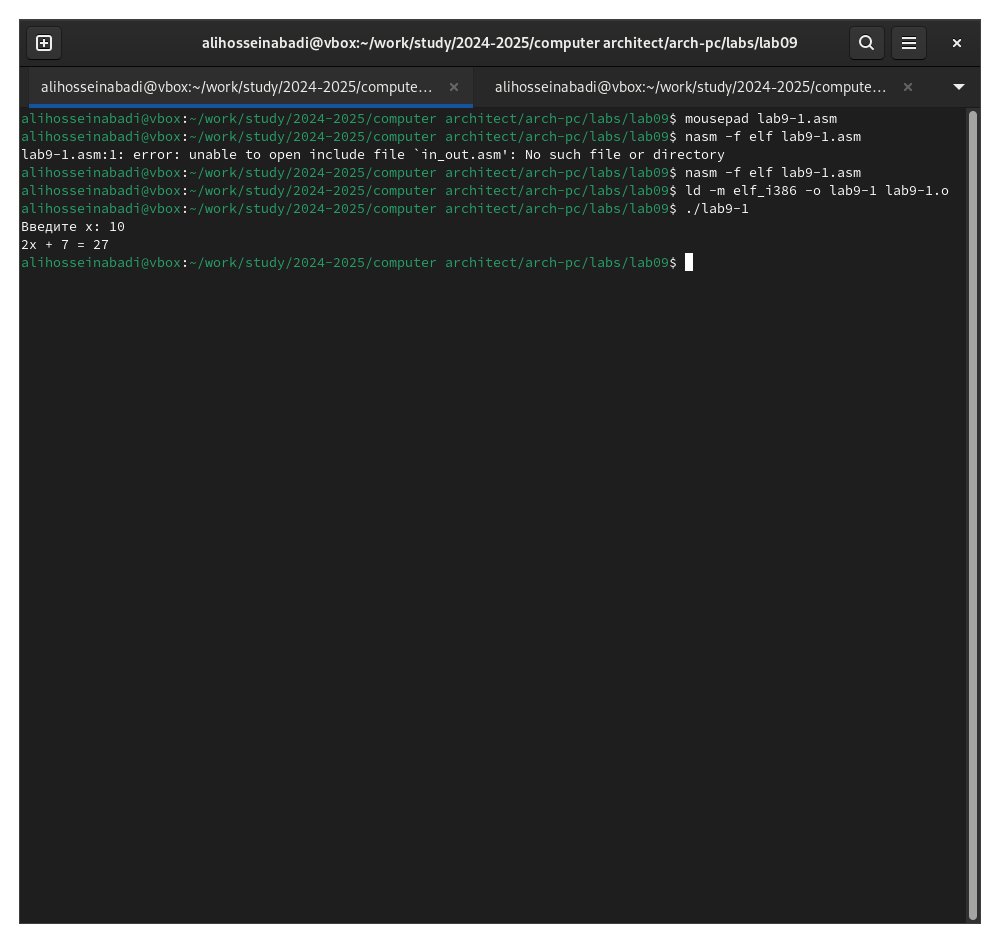 alihosseinabadi@vbox:~/work/study/2024-2025/computer architect/arch-pc/labs/lab09
alihosseinabadi@vbox:~/work/study/2024-2025/compute… alihosseinabadi@vbox:~/work/study/2024-2025/compute…
alihosseinabadi@vbox:~/work/study/2024-2025/computer architect/arch-pc/labs/lab09$ mousepad lab9-1.asm
alihosseinabadi@vbox:~/work/study/2024-2025/computer architect/arch-pc/labs/lab09$ nasm -f elf lab9-1.asm
lab9-1.asm:1: error: unable to open include file `in_out.asm': No such file or directory
alihosseinabadi@vbox:~/work/study/2024-2025/computer architect/arch-pc/labs/lab09$ nasm -f elf lab9-1.asm
alihosseinabadi@vbox:~/work/study/2024-2025/computer architect/arch-pc/labs/lab09$ ld -m elf_i386 -o lab9-1 lab9-1.o
alihosseinabadi@vbox:~/work/study/2024-2025/computer architect/arch-pc/labs/lab09$ ./lab9-1
Введите x: 10
2x + 7 = 27
alihosseinabadi@vbox:~/work/study/2024-2025/computer architect/arch-pc/labs/lab09$